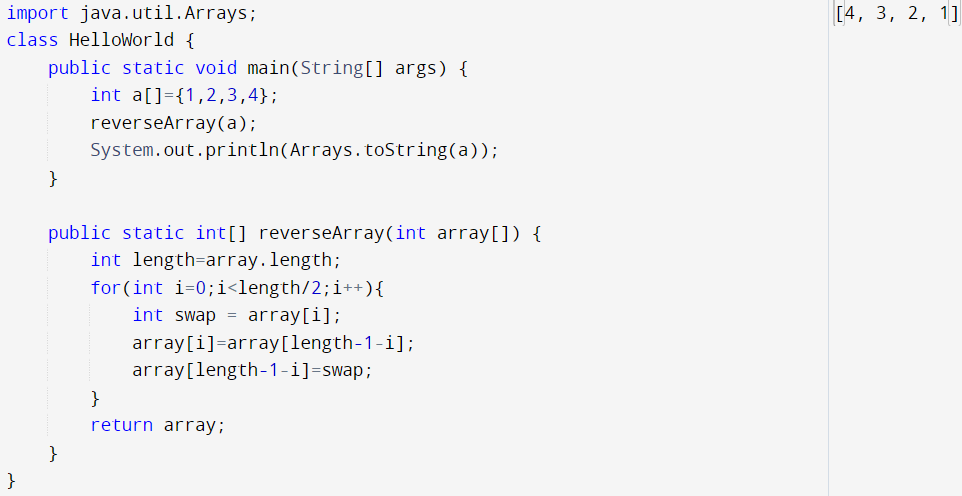 import java.util.Arrays;
class HelloWorld {
    public static void main(String[] args) {
        int a[]={1,2,3,4};
        reverseArray(a);
        System.out.println(Arrays.toString(a));
    }

    public static int[] reverseArray(int array[]) {
        int length=array.length;
        for(int i=0;i<length/2;i++){
            int swap = array[i];
            array[i]=array[length-1-i];
            array[length-1-i]=swap;
        }
        return array;
    }
}
[4, 3, 2, 1]